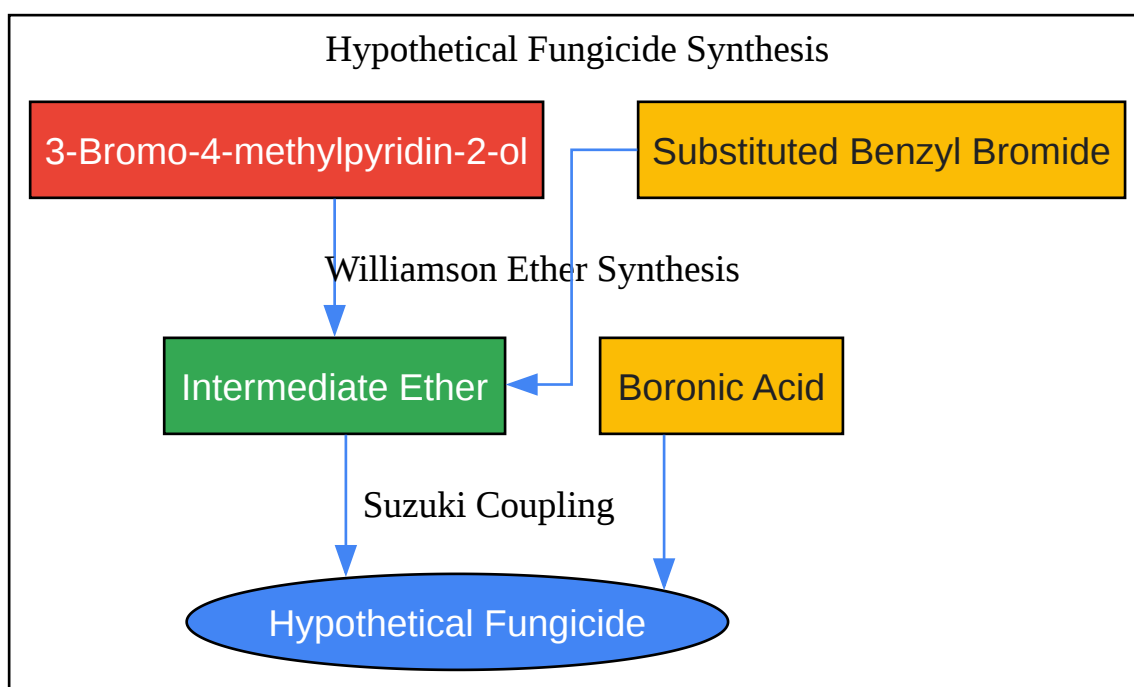 Hypothetical Fungicide Synthesis
3-Bromo-4-methylpyridin-2-ol
Substituted Benzyl Bromide
Williamson Ether Synthesis
Intermediate Ether
Boronic Acid
Suzuki Coupling
Hypothetical Fungicide